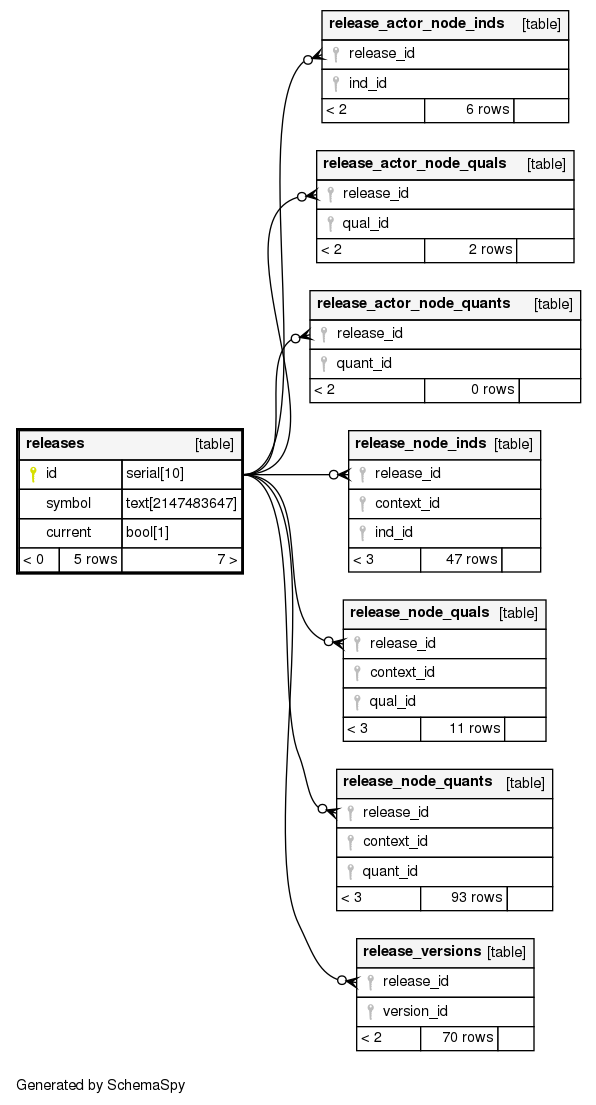 release_actor_node_inds [table]
release_id
ind_id
< 2 6 rows
release_actor_node_quals [table]
release_id
qual_id
< 2 2 rows
release_actor_node_quants [table]
release_id
quant_id
< 2 0 rows
releases [table]
id serial[10]
symbol text[2147483647]
current bool[1]
< 0 5 rows 7 >
release_node_inds [table]
release_id
context_id
ind_id
< 3 47 rows
release_node_quals [table]
release_id
context_id
qual_id
< 3 11 rows
release_node_quants [table]
release_id
context_id
quant_id
< 3 93 rows
release_versions [table]
release_id
version_id
< 2 70 rows
Generated by SchemaSpy